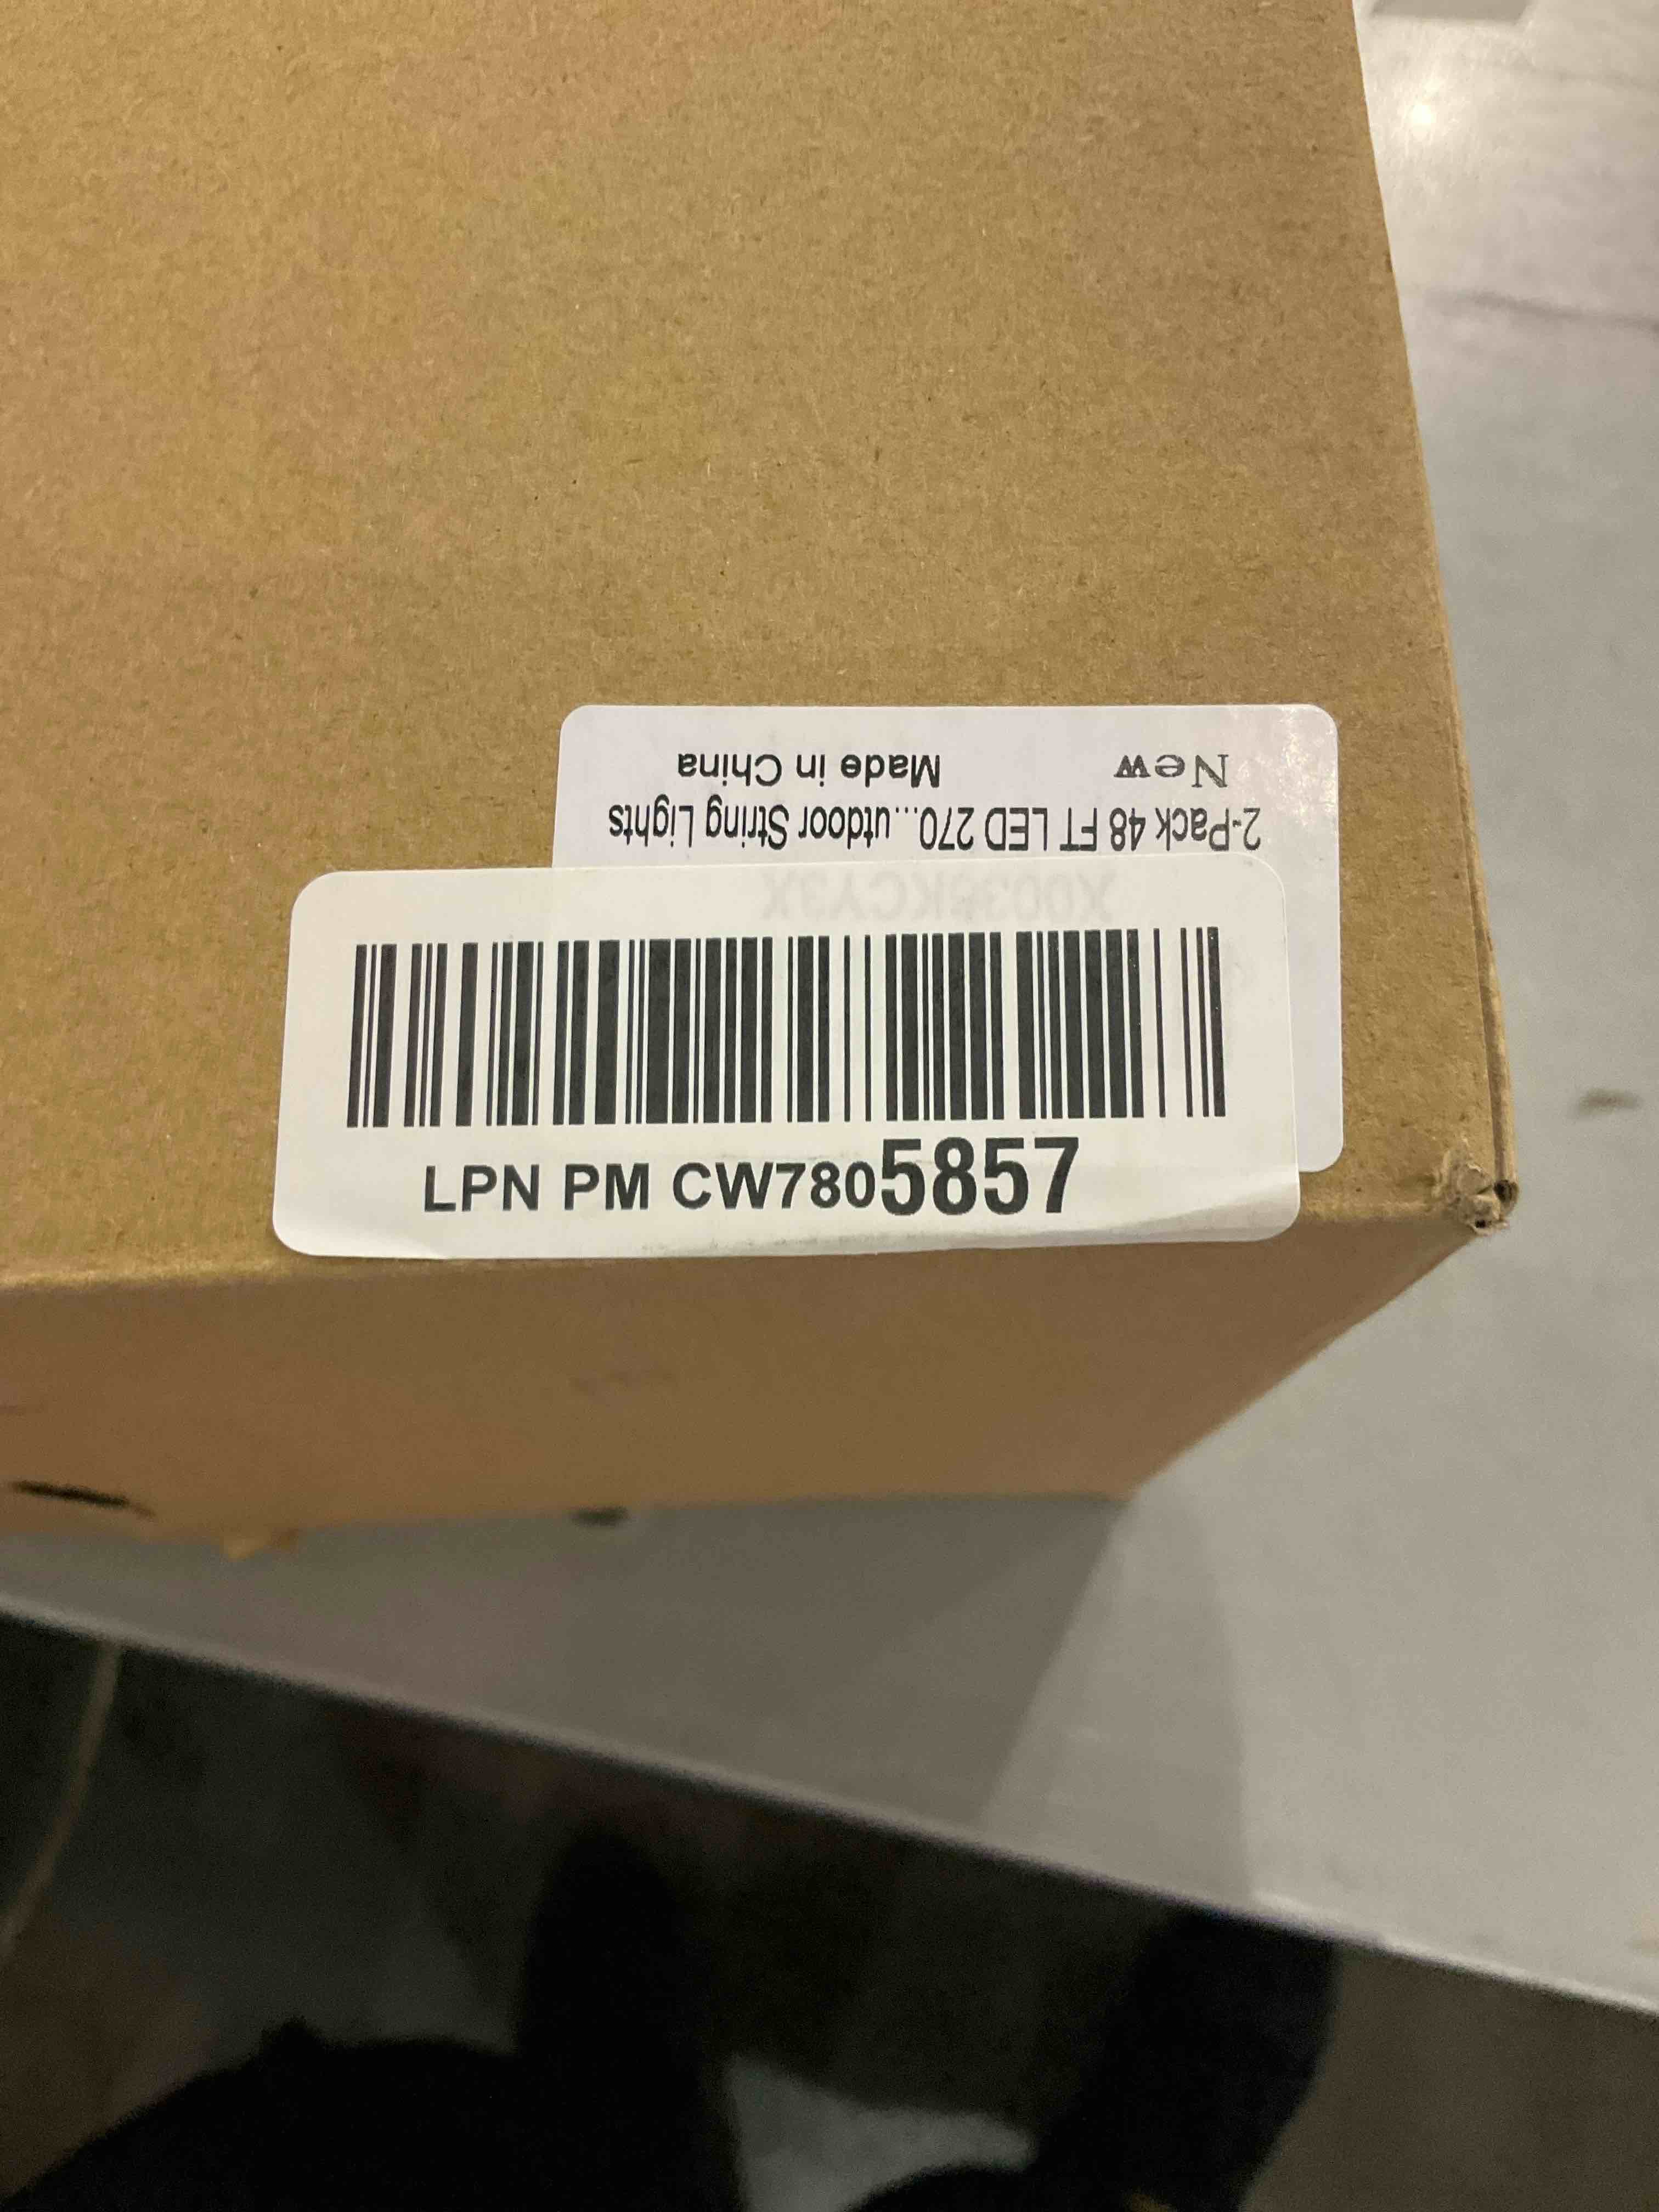 LPN PM CW7805857
2-Pack 48 FT LED 270...utdoor String Lights
New Made in China